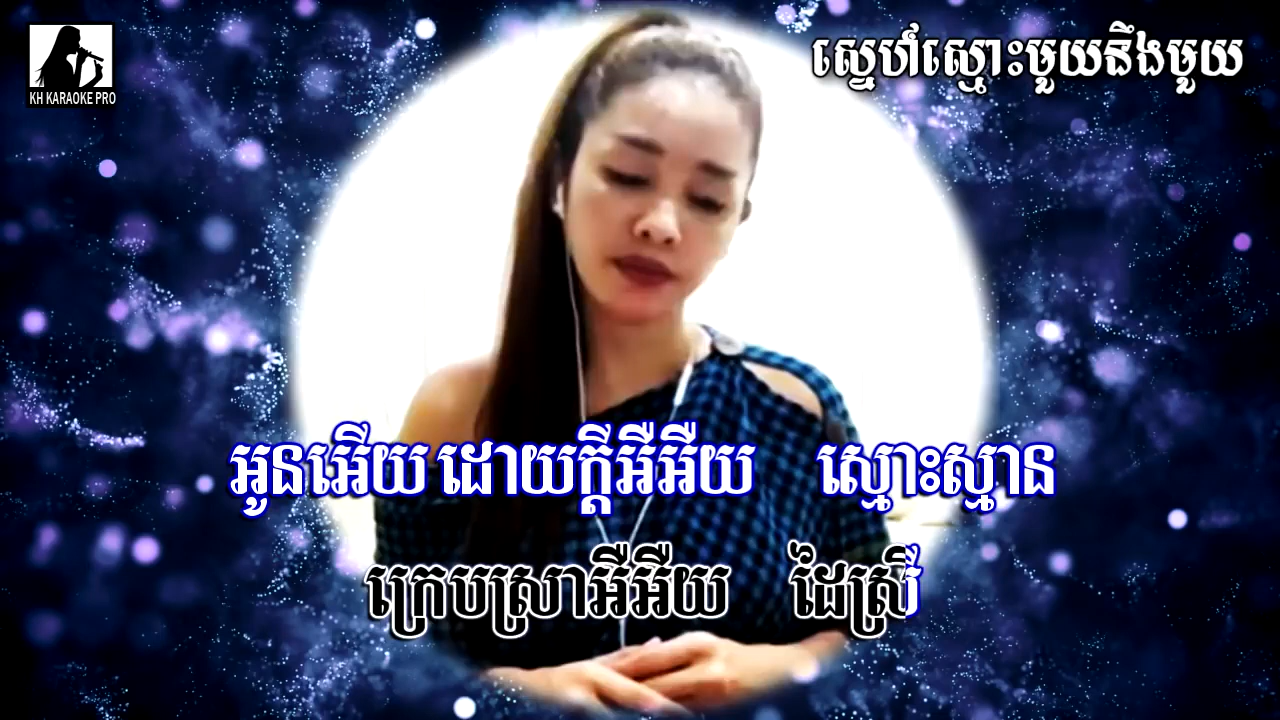 KH KARAOKE PRO
ស្នេហ៍ស្មោះមួយនឹងមួយ
អូនអើយ ដោយក្ដីអឺអឺយ ស្មោះស្មាន
ក្រេបស្រាអឺអឺយ ដៃស្រី